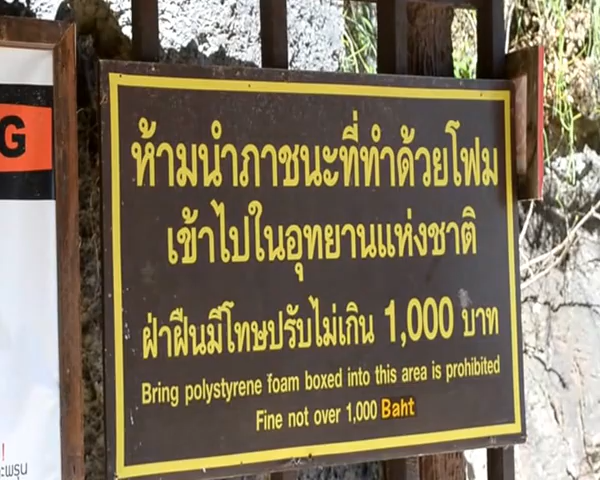 G
ห้ามนำภาชนะที่ทำด้วยโฟม
เข้าไปในอุทยานแห่งชาติ
ฝ่าฝืนมีโทษปรับไม่เกิน 1,000 บาท
Bring polystyrene foam boxed into this area is prohibited
Fine not over 1,000 Baht
!